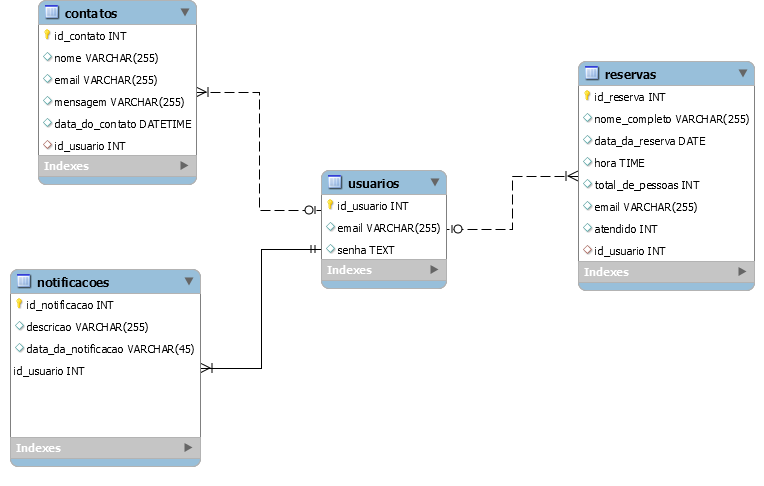 contatos
id_contato INT
nome VARCHAR(255)
email VARCHAR(255)
mensagem VARCHAR(255)
data_do_contato DATETIME
id_usuario INT
Indexes
usuarios
id_usuario INT
email VARCHAR(255)
senha TEXT
Indexes
reservas
id_reserva INT
nome_completo VARCHAR(255)
data_da_reserva DATE
hora TIME
total_de_pessoas INT
email VARCHAR(255)
atendido INT
id_usuario INT
Indexes
notificacoes
id_notificacao INT
descricao VARCHAR(255)
data_da_notificacao VARCHAR(45)
id_usuario INT
Indexes